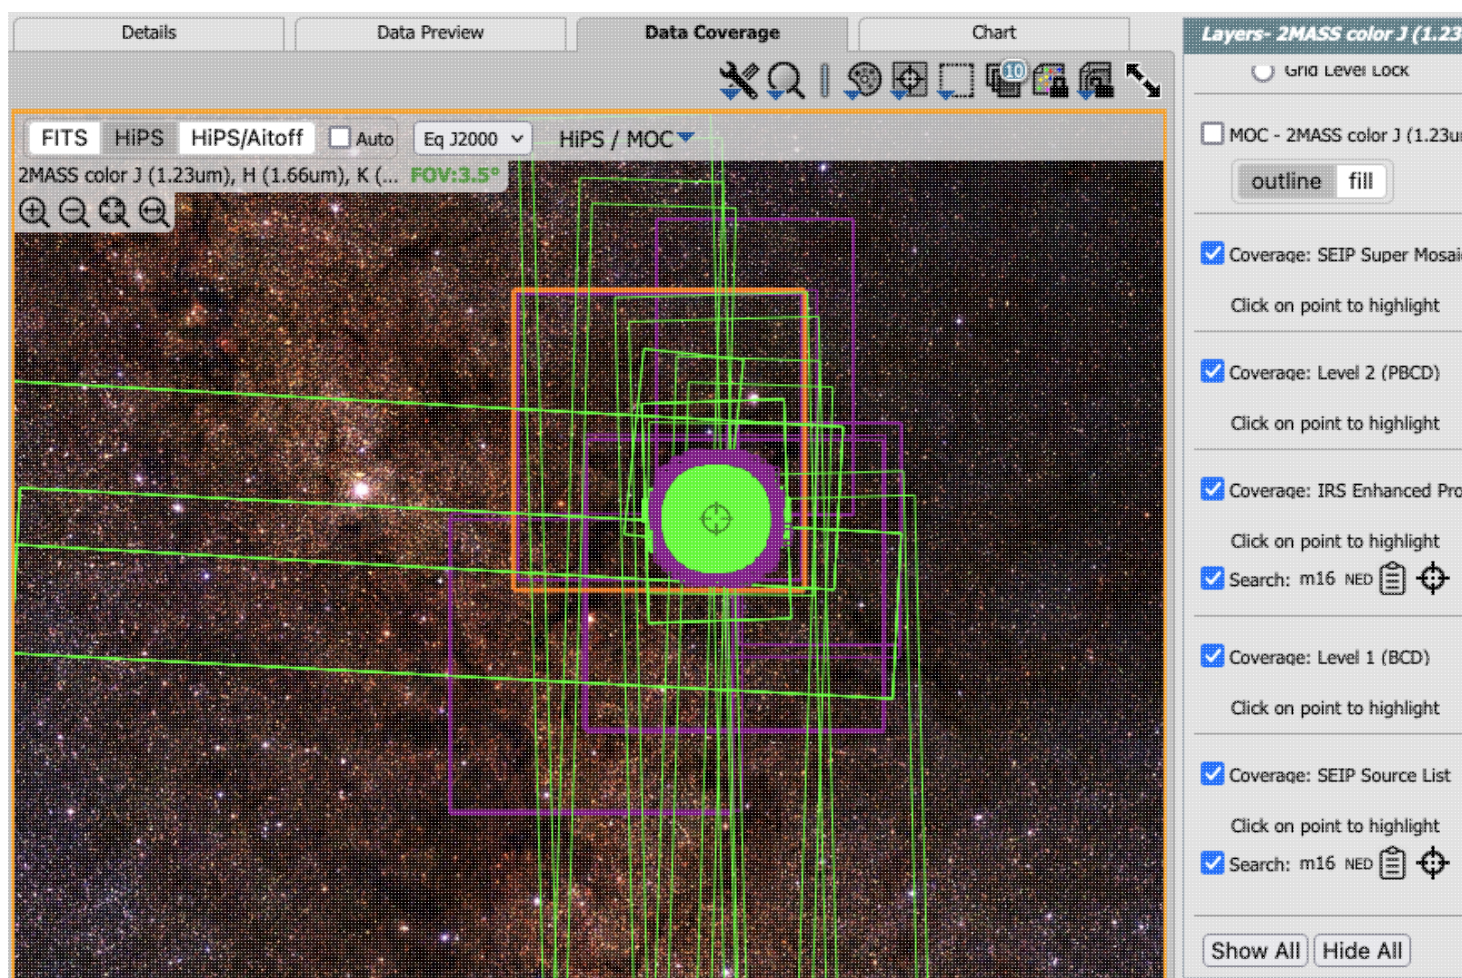 Details
Data Preview
Data Coverage
Chart
10
FITS HiPS HiPS/Aitoff Auto Eq J2000 HiPS / MOC
2MASS color J (1.23um), H (1.66um), K (... FOV:3.5°
Layers- 2MASS color J (1.23
Grid Level Lock
MOC - 2MASS color J (1.23u
outline fill
Coverage: SEIP Super Mosai
Click on point to highlight
Coverage: Level 2 (PBCD)
Click on point to highlight
Coverage: IRS Enhanced Pro
Click on point to highlight
Search: m16 NED
Coverage: Level 1 (BCD)
Click on point to highlight
Coverage: SEIP Source List
Click on point to highlight
Search: m16 NED
Show All Hide All